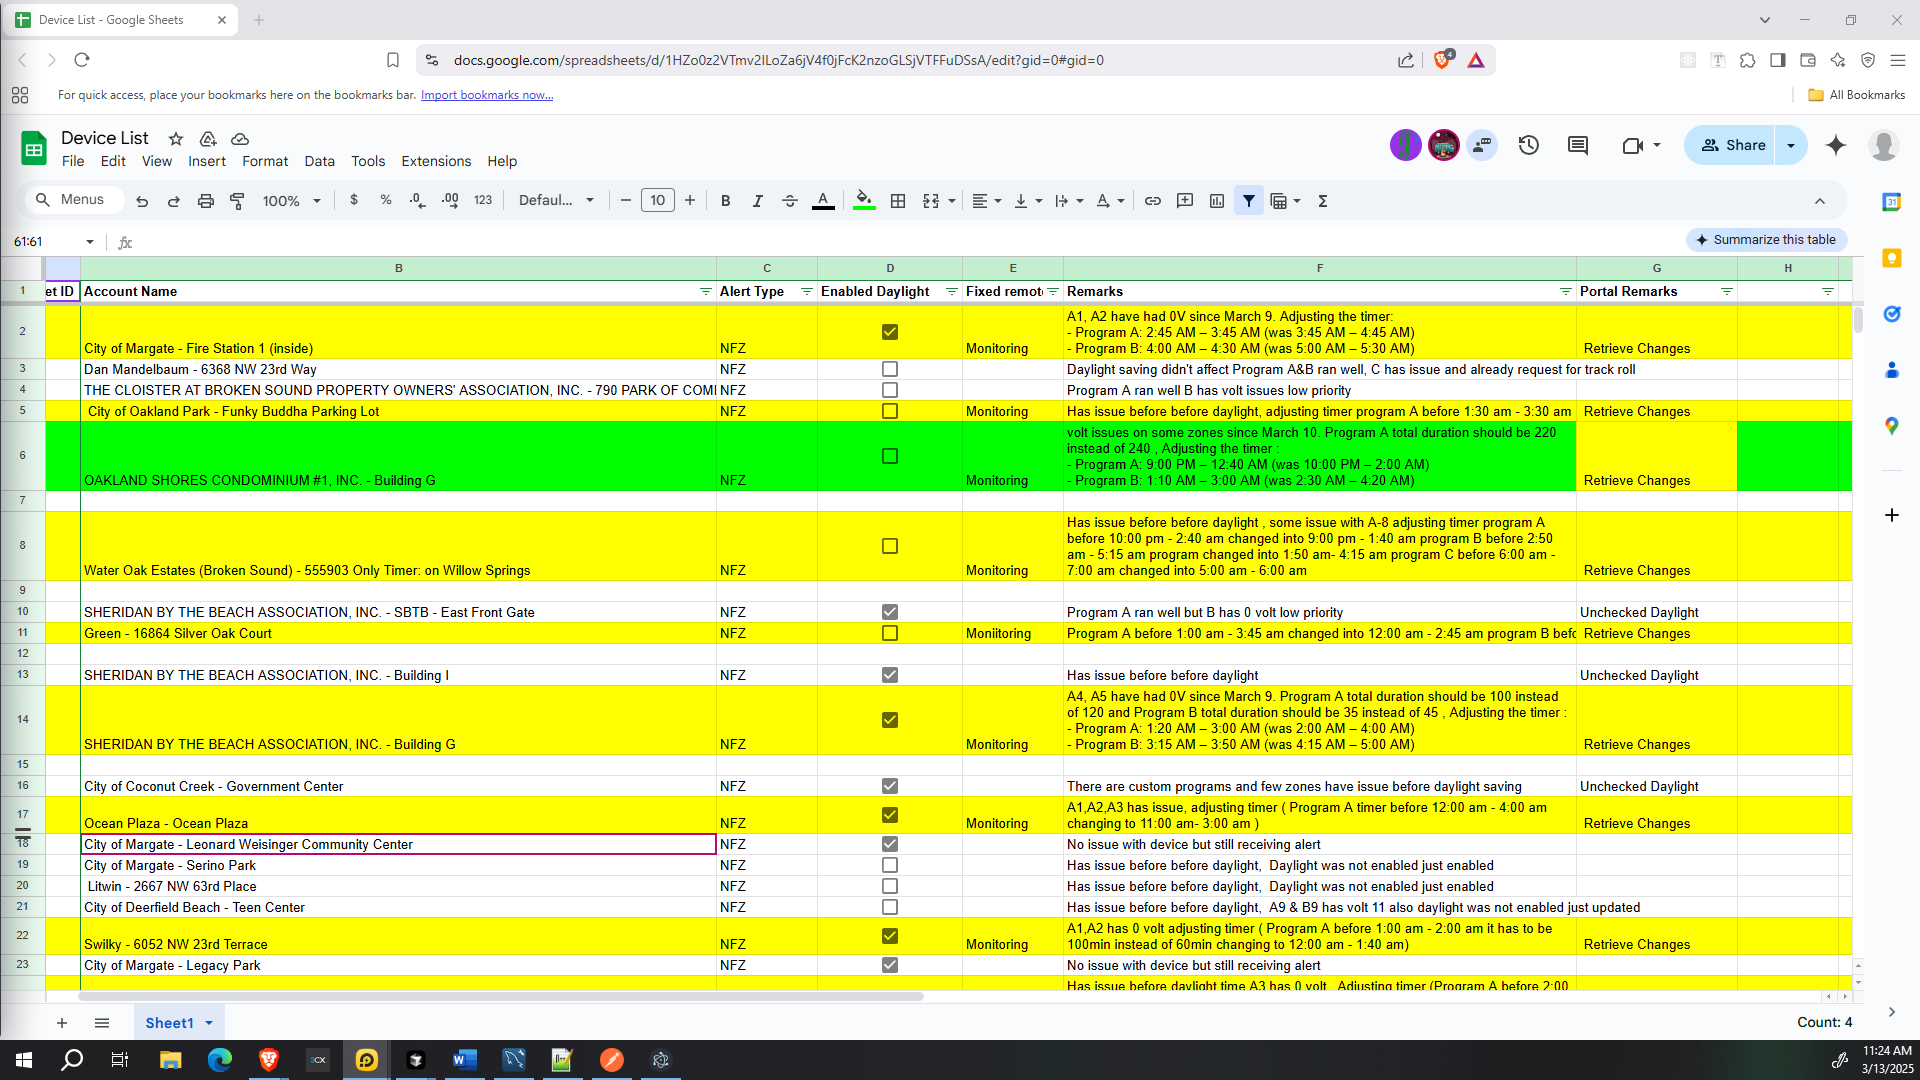 Device List - Google Sheets
docs.google.com/spreadsheets/d/1HZo0z2VTmv2ILoZa6jV4f0jFcK2nzoGLSjVTFFuDSsA/edit?gid=0#gid=0
4
For quick access, place your bookmarks here on the bookmarks bar. Import bookmarks now...
All Bookmarks
Device List
File Edit View Insert Format Data Tools Extensions Help
Share
Menus
100%
$ % .0 .00 123
Defaul...
10
B I A
31
61:61
fx
Summarize this table
B C D E F G H
1 et ID Account Name Alert Type Enabled Daylight Fixed remot Remarks Portal Remarks
A1, A2 have had 0V since March 9. Adjusting the timer:
2 - Program A: 2:45 AM – 3:45 AM (was 3:45 AM – 4:45 AM)
City of Margate - Fire Station 1 (inside) NFZ Monitoring - Program B: 4:00 AM – 4:30 AM (was 5:00 AM – 5:30 AM) Retrieve Changes
3 Dan Mandelbaum - 6368 NW 23rd Way NFZ Daylight saving didn't affect Program A&B ran well, C has issue and already request for track roll
4 THE CLOISTER AT BROKEN SOUND PROPERTY OWNERS' ASSOCIATION, INC. - 790 PARK OF COMI NFZ Program A ran well B has volt issues low priority
5 City of Oakland Park - Funky Buddha Parking Lot NFZ Monitoring Has issue before before daylight, adjusting timer program A before 1:30 am - 3:30 am Retrieve Changes
volt issues on some zones since March 10. Program A total duration should be 220
6 instead of 240 , Adjusting the timer :
- Program A: 9:00 PM – 12:40 AM (was 10:00 PM – 2:00 AM)
OAKLAND SHORES CONDOMINIUM #1, INC. - Building G NFZ Monitoring - Program B: 1:10 AM – 3:00 AM (was 2:30 AM – 4:20 AM) Retrieve Changes
7
Has issue before before daylight , some issue with A-8 adjusting timer program A
8 before 10:00 pm - 2:40 am changed into 9:00 pm - 1:40 am program B before 2:50
am - 5:15 am program changed into 1:50 am- 4:15 am program C before 6:00 am -
Water Oak Estates (Broken Sound) - 555903 Only Timer: on Willow Springs NFZ Monitoring 7:00 am changed into 5:00 am - 6:00 am Retrieve Changes
9
10 SHERIDAN BY THE BEACH ASSOCIATION, INC. - SBTB - East Front Gate NFZ Program A ran well but B has 0 volt low priority Unchecked Daylight
11 Green - 16864 Silver Oak Court NFZ Moniitoring Program A before 1:00 am - 3:45 am changed into 12:00 am - 2:45 am program B befo Retrieve Changes
12
13 SHERIDAN BY THE BEACH ASSOCIATION, INC. - Building I NFZ Has issue before before daylight Unchecked Daylight
A4, A5 have had 0V since March 9. Program A total duration should be 100 instead
14 of 120 and Program B total duration should be 35 instead of 45 , Adjusting the timer :
- Program A: 1:20 AM – 3:00 AM (was 2:00 AM – 4:00 AM)
SHERIDAN BY THE BEACH ASSOCIATION, INC. - Building G NFZ Monitoring - Program B: 3:15 AM – 3:50 AM (was 4:15 AM – 5:00 AM) Retrieve Changes
15
16 City of Coconut Creek - Government Center NFZ There are custom programs and few zones have issue before daylight saving Unchecked Daylight
17 A1,A2,A3 has issue, adjusting timer ( Program A timer before 12:00 am - 4:00 am
Ocean Plaza - Ocean Plaza NFZ Monitoring changing to 11:00 am- 3:00 am ) Retrieve Changes
18 City of Margate - Leonard Weisinger Community Center NFZ No issue with device but still receiving alert
19 City of Margate - Serino Park NFZ Has issue before before daylight, Daylight was not enabled just enabled
20 Litwin - 2667 NW 63rd Place NFZ Has issue before before daylight, Daylight was not enabled just enabled
21 City of Deerfield Beach - Teen Center NFZ Has issue before before daylight, A9 & B9 has volt 11 also daylight was not enabled just updated
22 A1,A2 has 0 volt adjusting timer ( Program A before 1:00 am - 2:00 am it has to be
Swilky - 6052 NW 23rd Terrace NFZ Monitoring 100min instead of 60min changing to 12:00 am - 1:40 am) Retrieve Changes
23 City of Margate - Legacy Park NFZ No issue with device but still receiving alert
Has issue before daylight time A3 has 0 volt , Adjusting timer (Program A before 2:00
Sheet1
Count: 4
11:24 AM
3/13/2025